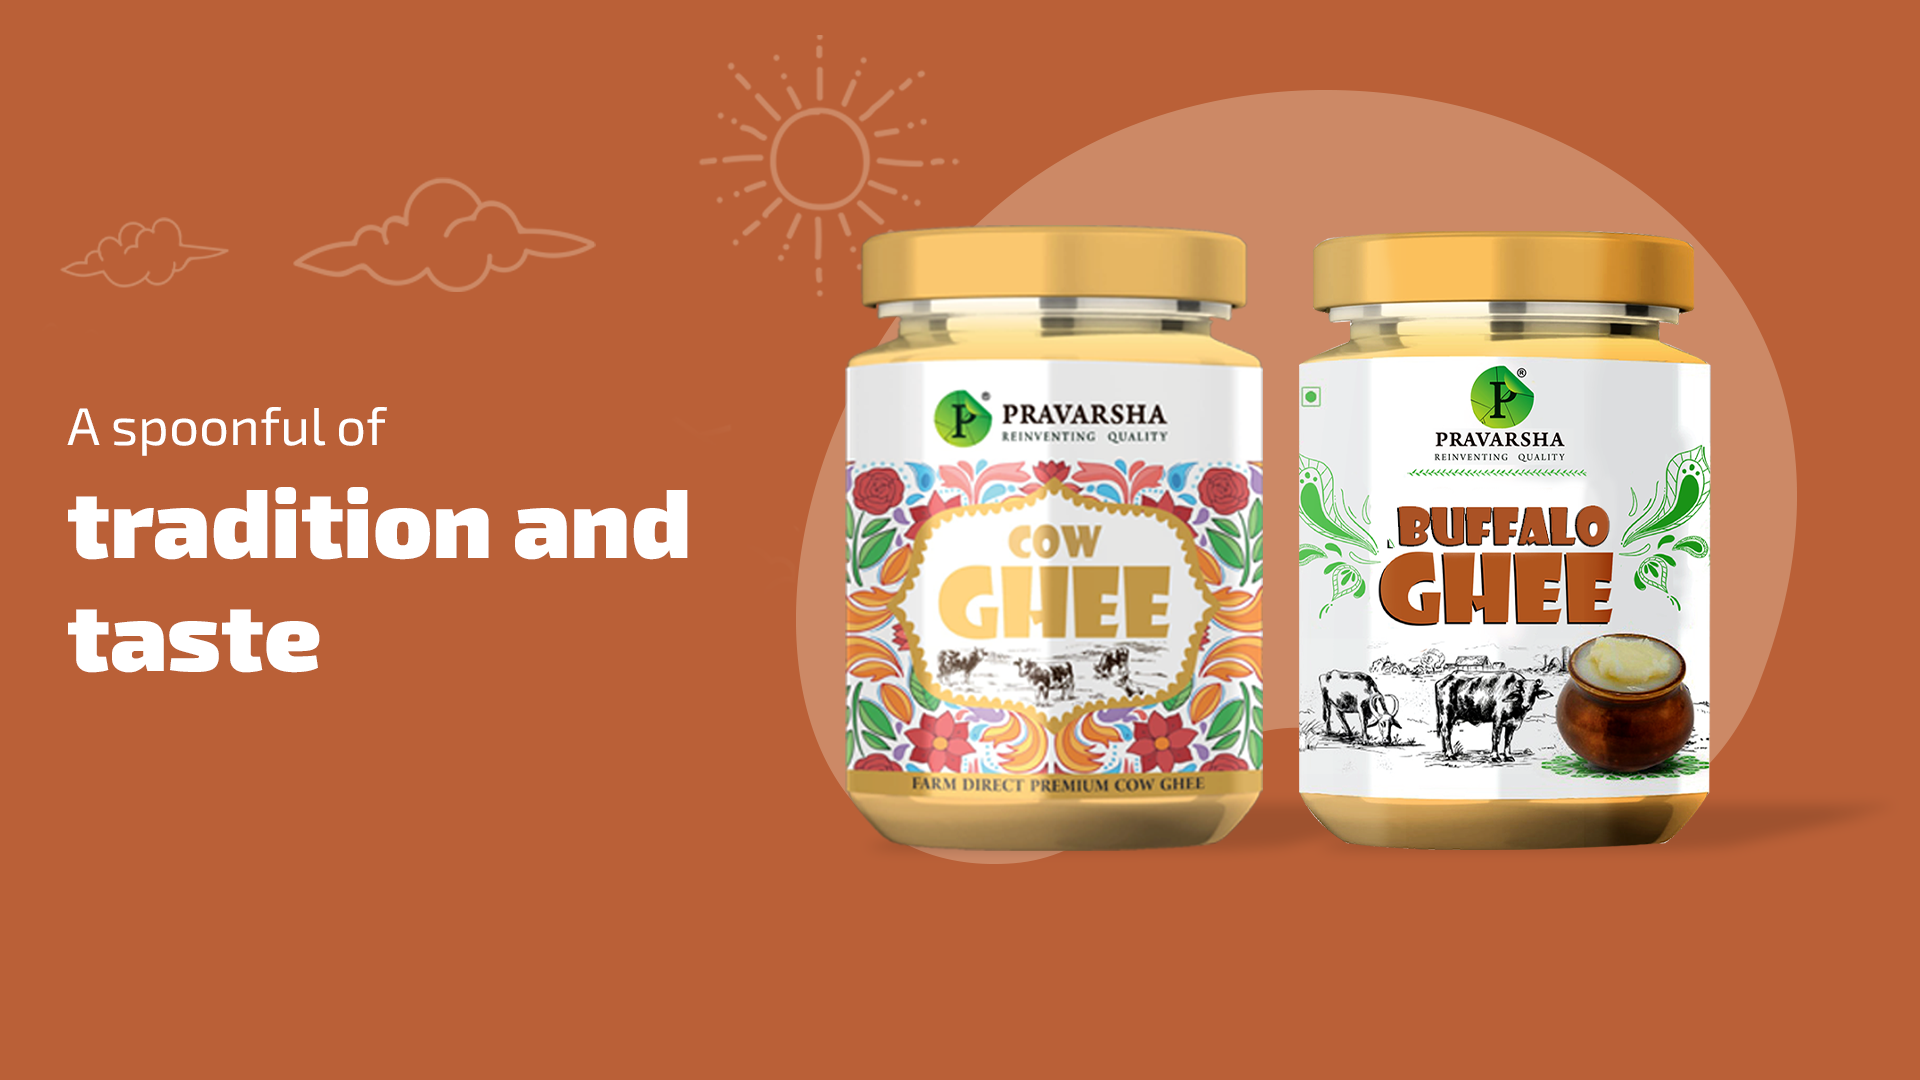 A spoonful of
tradition and
taste
P®
PRAVARSHA
REINVENTING QUALITY
COW
GHEE
FARM DIRECT PREMIUM COW GHEE
P®
PRAVARSHA
REINVENTING QUALITY
BUFFALO
GHEE